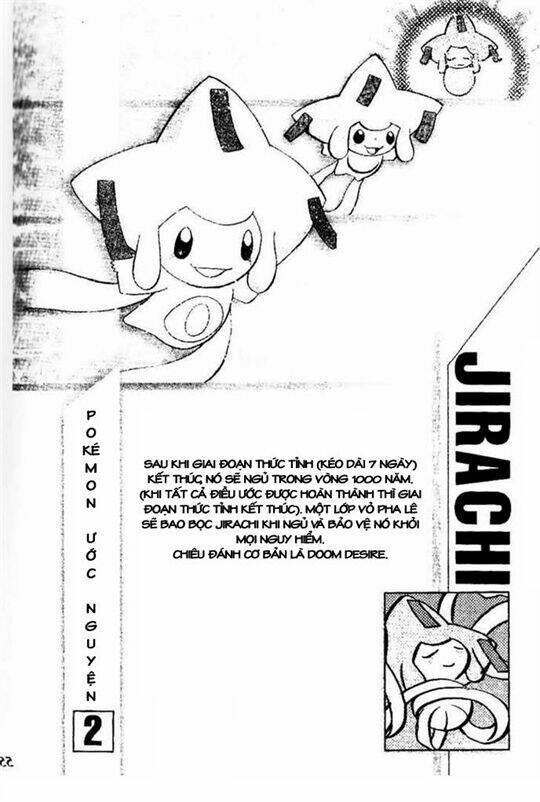 JIRACHI
POKÉMON ƯỚC NGUYỆN
2
SAU KHI GIAI ĐOẠN THỨC TỈNH (KÉO DÀI 7 NGÀY)
KẾT THÚC, NÓ SẼ NGỦ TRONG VÒNG 1000 NĂM.
(KHI TẤT CẢ ĐIỀU ƯỚC ĐƯỢC HOÀN THÀNH THÌ GIAI
ĐOẠN THỨC TỈNH KẾT THÚC). MỘT LỚP VỎ PHA LÊ
SẼ BAO BỌC JIRACHI KHI NGỦ VÀ BẢO VỆ NÓ KHỎI
MỌI NGUY HIỂM.
CHIÊU ĐÁNH CƠ BẢN LÀ DOOM DESIRE.